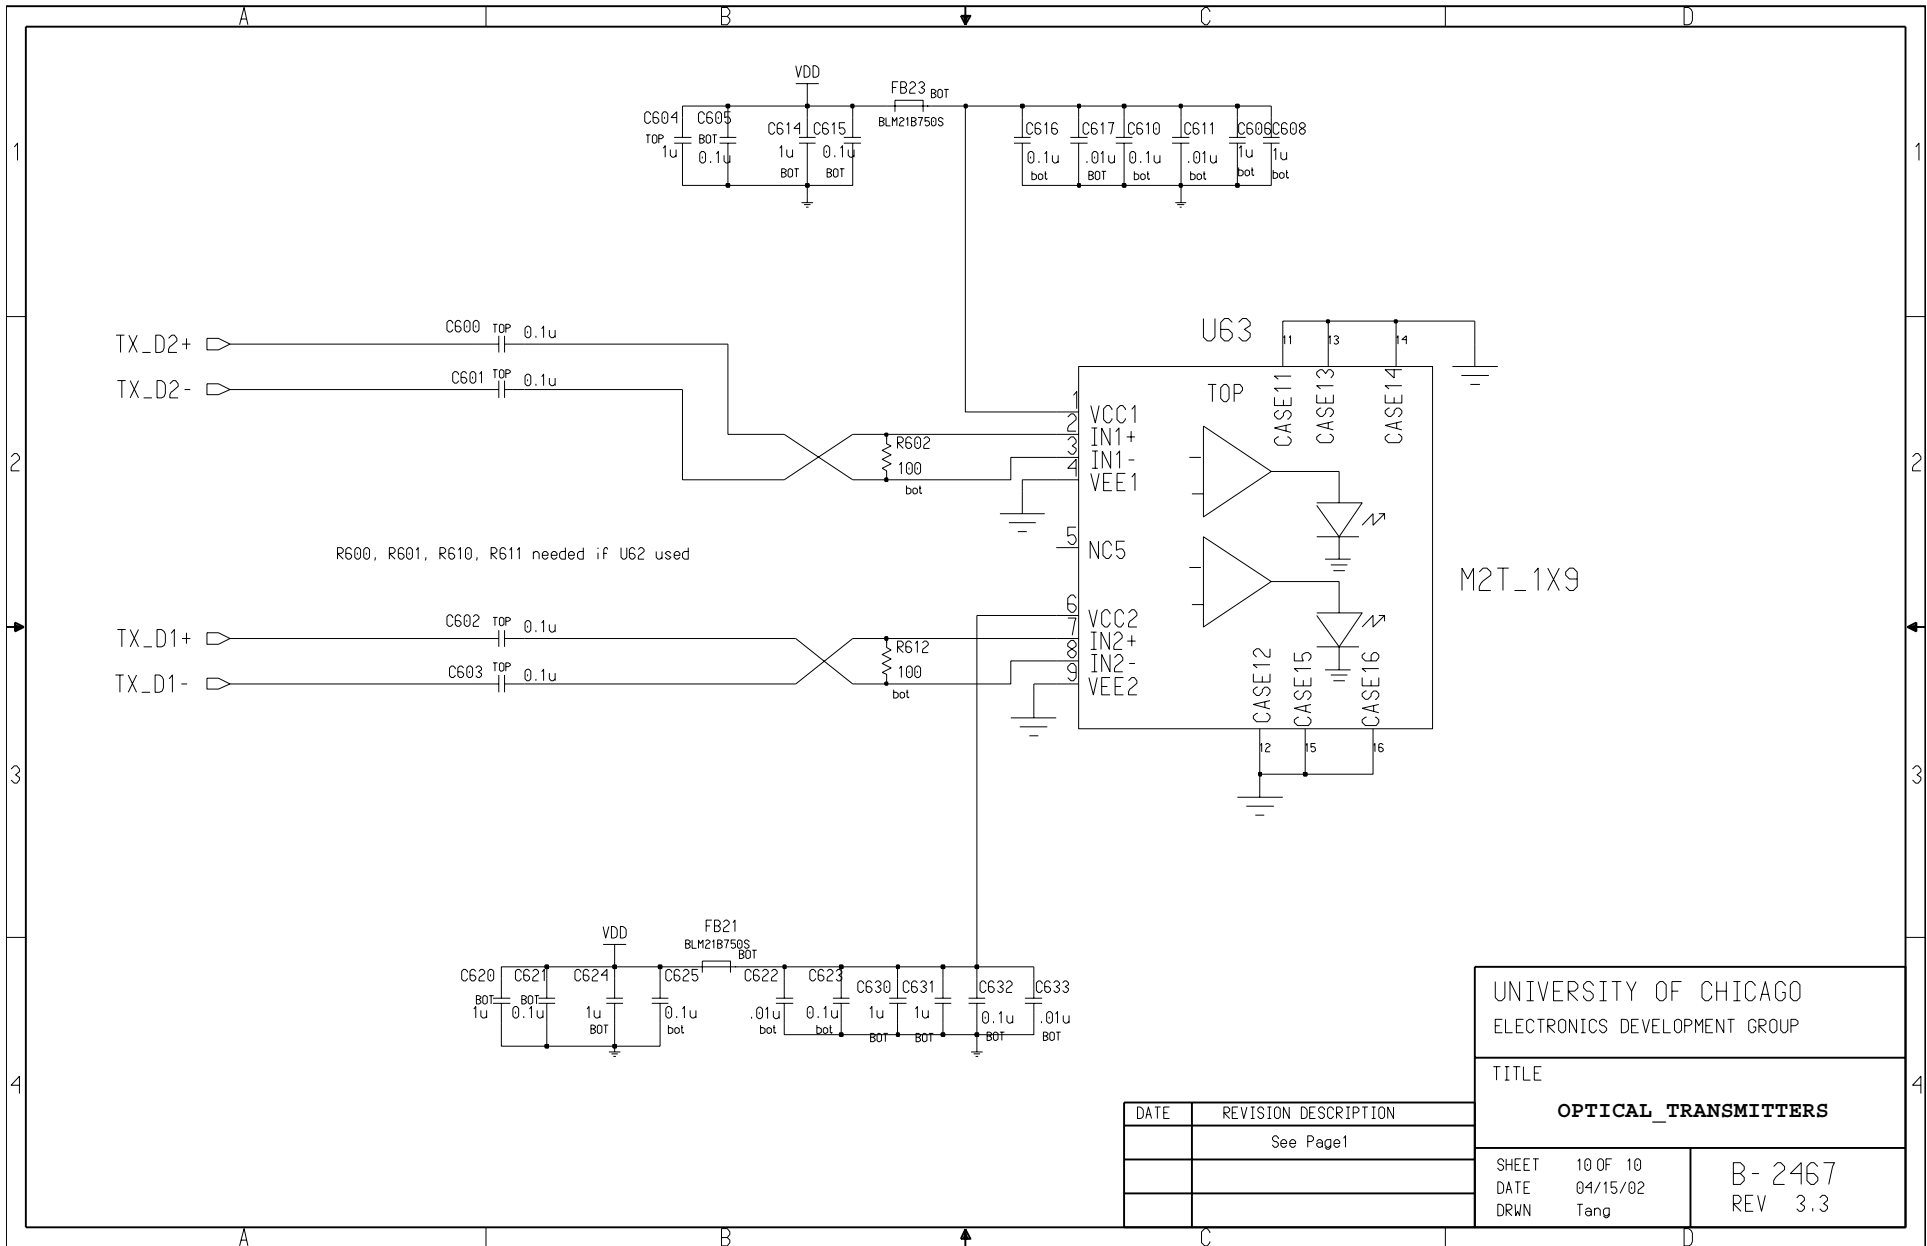 A B C D
VDD
FB23 BOT
BLM21B750S
C604 C605 C614 C615
TOP BOT
1u 0.1u 1u 0.1u
BOT BOT
C616 C617 C610 C611 C606 C608
0.1u .01u 0.1u .01u 1u 1u
bot BOT bot bot bot bot
1 1
TX_D2+
C600 TOP 0.1u
TX_D2-
C601 TOP 0.1u
U63
11 13 14
CASE11 CASE13 CASE14
TOP
1 VCC1
2 IN1+
3 IN1-
4 VEE1
R602
100
bot
2 2
5 NC5
R600, R601, R610, R611 needed if U62 used
M2T_1X9
6 VCC2
7 IN2+
8 IN2-
9 VEE2
TX_D1+
C602 TOP 0.1u
TX_D1-
C603 TOP 0.1u
R612
100
bot
CASE12 CASE15 CASE16
12 15 16
3 3
VDD
FB21
BLM21B750S
BOT
C620 C621 C624 C625 C622 C623 C630 C631 C632 C633
BOT BOT
1u 0.1u 1u 0.1u .01u 0.1u 1u 1u 0.1u .01u
BOT bot bot bot BOT BOT BOT BOT
4 4
UNIVERSITY OF CHICAGO
ELECTRONICS DEVELOPMENT GROUP
TITLE
OPTICAL_TRANSMITTERS
DATE REVISION DESCRIPTION
See Page1
SHEET 10 OF 10
DATE 04/15/02
DRWN Tang
B-2467
REV 3.3
A B C D